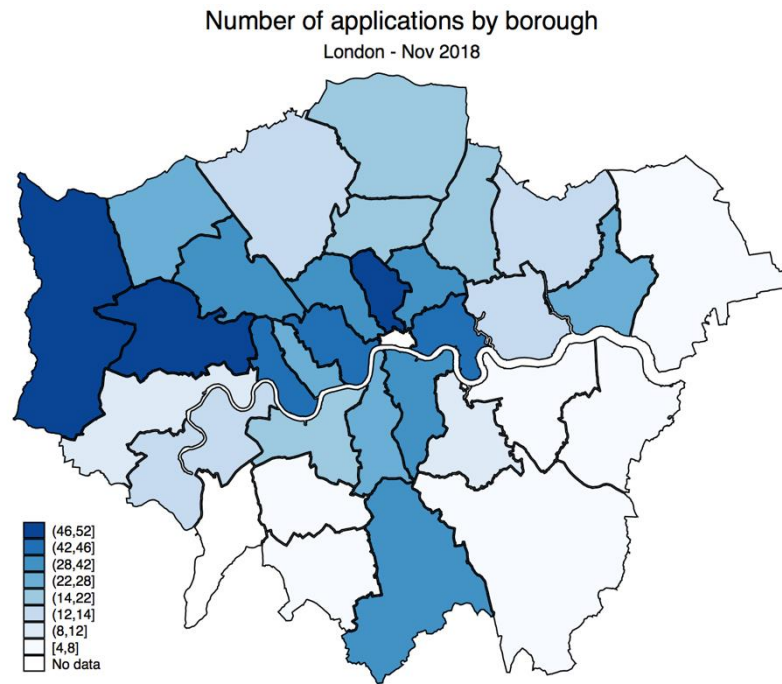 Number of applications by borough
London - Nov 2018
(46,52]
(42,46]
(28,42]
(22,28]
(14,22]
(12,14]
(8,12]
[4,8]
No data